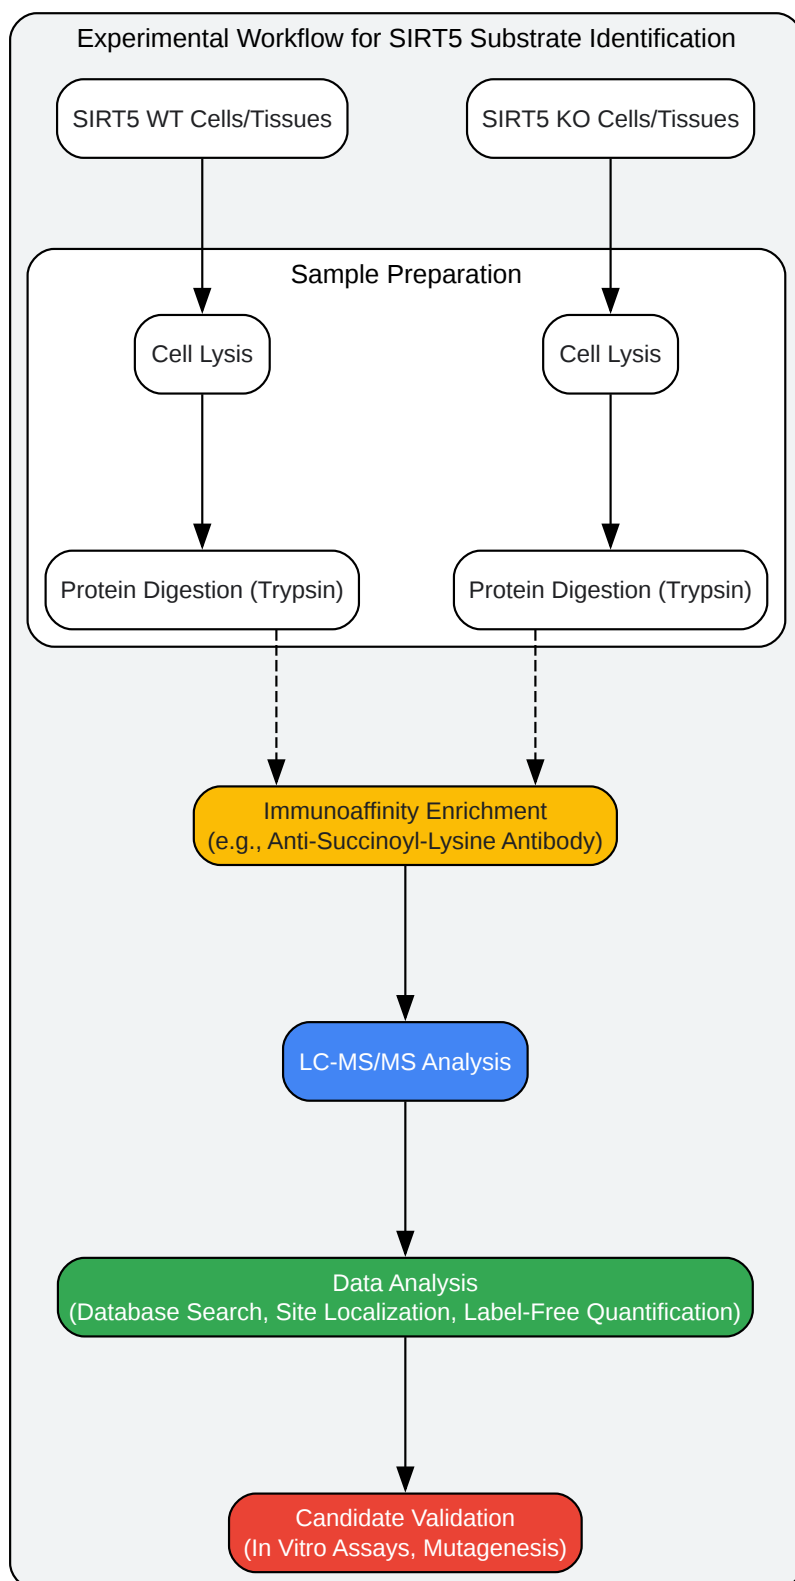 Experimental Workflow for SIRT5 Substrate Identification
SIRT5 WT Cells/Tissues
SIRT5 KO Cells/Tissues
Sample Preparation
Cell Lysis
Cell Lysis
Protein Digestion (Trypsin)
Protein Digestion (Trypsin)
Immunoaffinity Enrichment
(e.g., Anti-Succinoyl-Lysine Antibody)
LC-MS/MS Analysis
Data Analysis
(Database Search, Site Localization, Label-Free Quantification)
Candidate Validation
(In Vitro Assays, Mutagenesis)